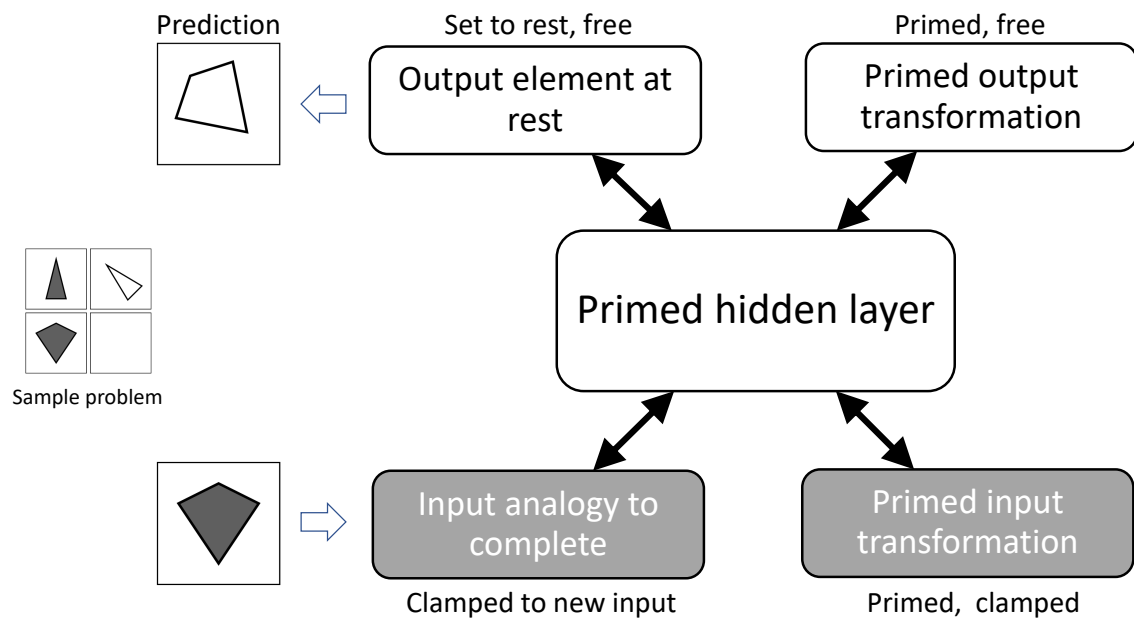 Prediction
Set to rest, free
Primed, free
Output element at
rest
Primed output
transformation
Primed hidden layer
Sample problem
Input analogy to
complete
Primed input
transformation
Clamped to new input
Primed, clamped